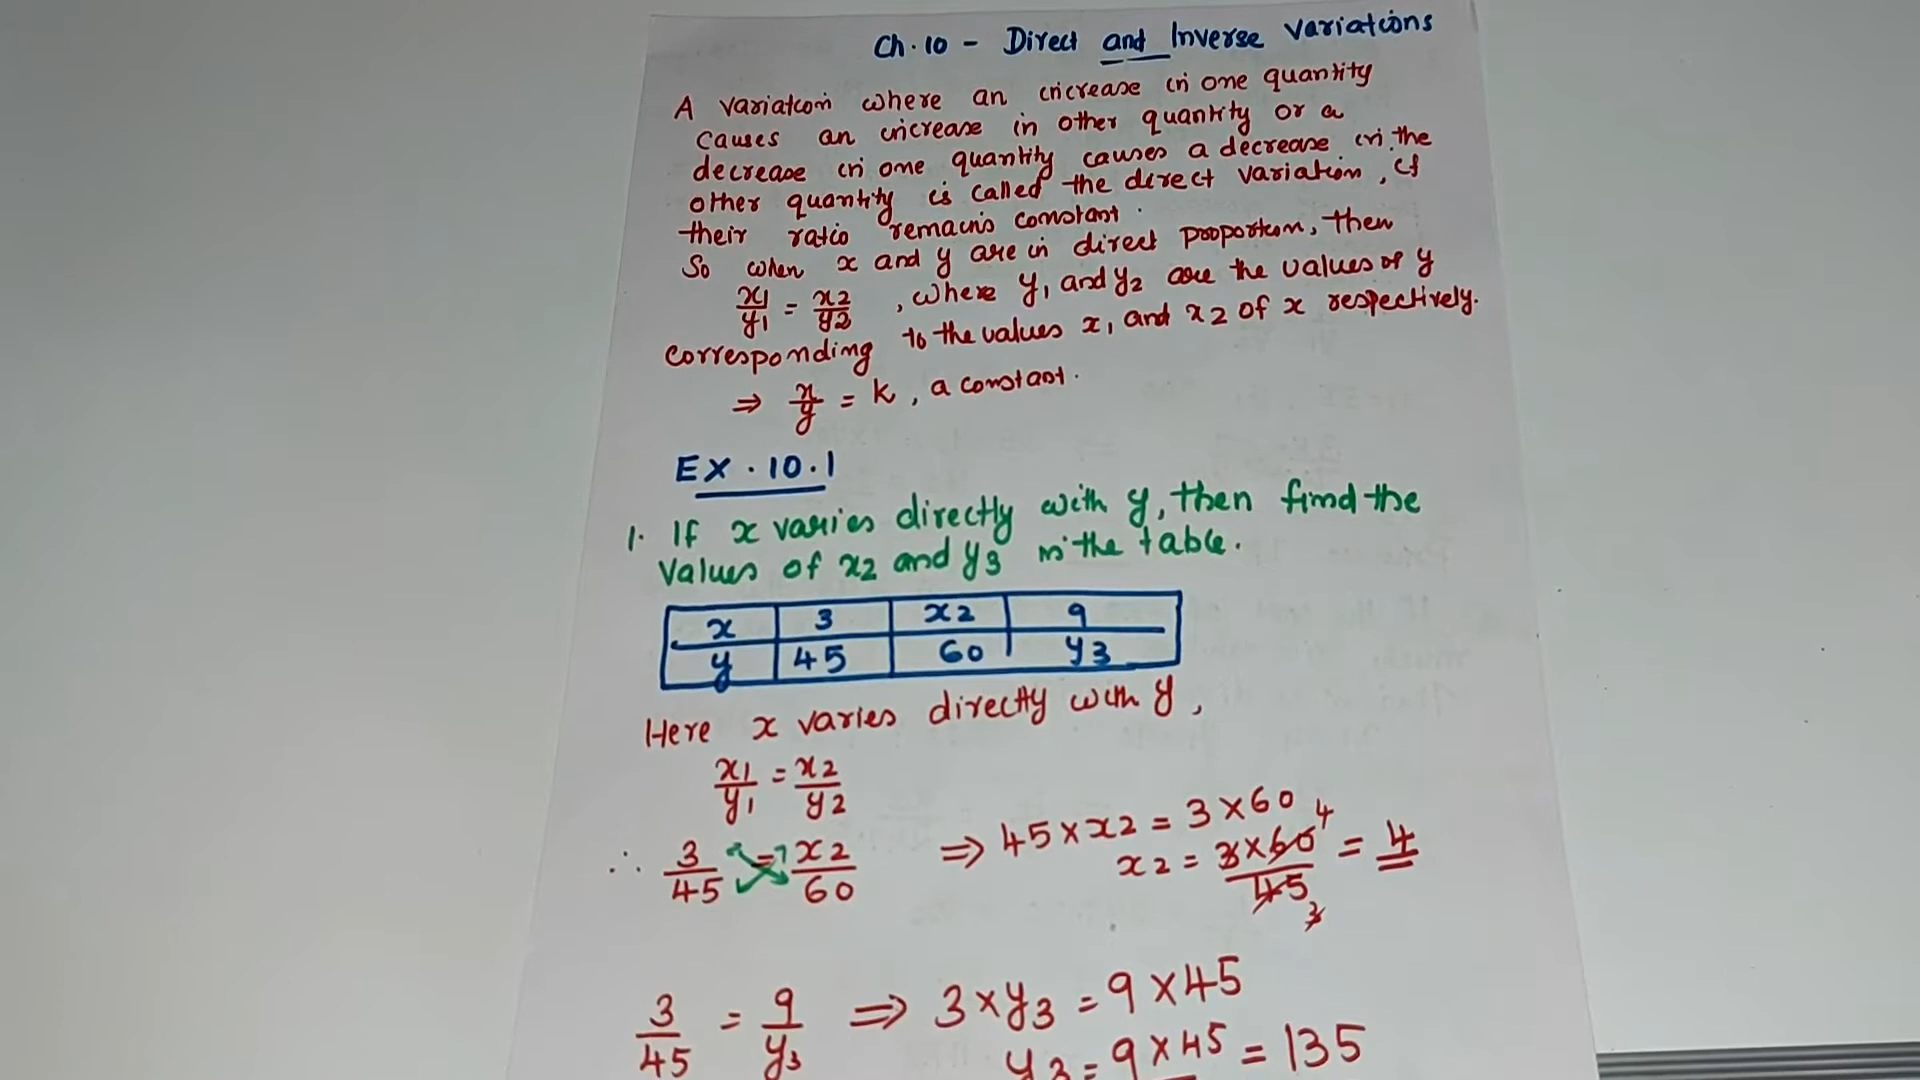 Ch.10 - Direct and Inverse Variations
A variation where an increase in one quantity
causes an increase in other quantity or a
decrease in one quantity causes a decrease in the
other quantity is called the direct variation, if
their ratio remains constant.
So when x and y are in direct proportion, then
x1/y1 = x2/y2, where y1 and y2 are the values of y
corresponding to the values x1 and x2 of x respectively.
⇒ x/y = k, a constant.
EX.10.1
1. If x varies directly with y, then find the
values of x2 and y3 in the table.
x 3 x2 9
y 45 60 y3
Here x varies directly with y,
x1/y1 = x2/y2
∴ 3/45 = x2/60 ⇒ 45 × x2 = 3 × 60
x2 = 3×60/45 = 4
4
3
3/45 = 9/y3 ⇒ 3 × y3 = 9 × 45
y3 = 9 × 45 = 135